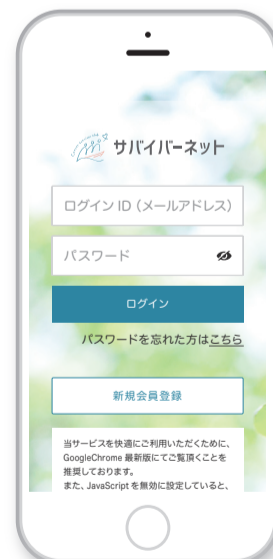 サバイバーネット
ログイン ID（メールアドレス）
パスワード
ログイン
パスワードを忘れた方はこちら
新規会員登録
当サービスを快適にご利用いただくために、
GoogleChrome 最新版にてご覧頂くことを
推奨しております。
また、JavaScript を無効に設定していると、